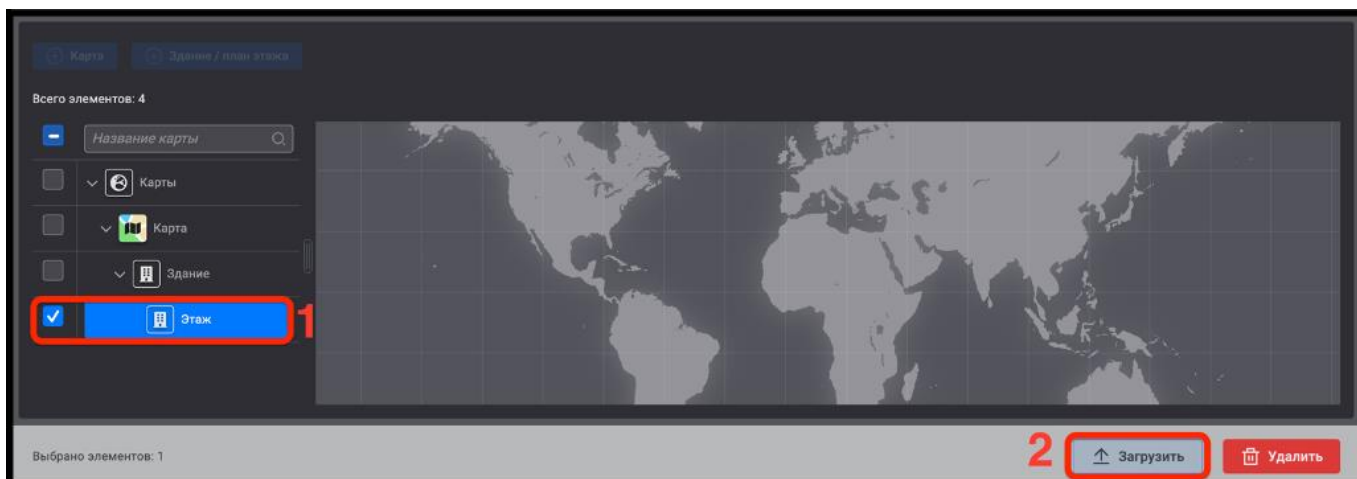 Карта Здание / план этажа
Всего элементов: 4
Название карты
Карты
Карта
Здание
Этаж 1
Выбрано элементов: 1 2 Загрузить Удалить